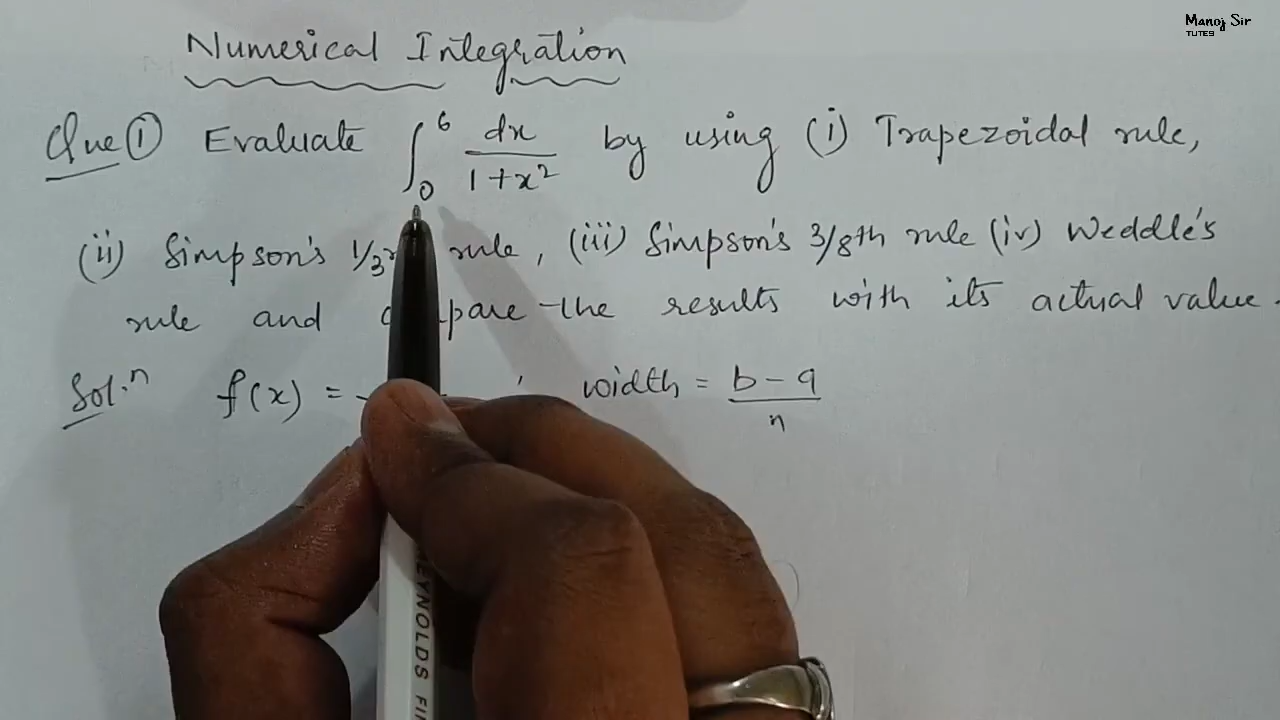 Manoj Sir
TUTES
Numerical Integration
Que ① Evaluate ∫₀⁶ dx/(1+x²) by using (i) Trapezoidal rule,
(ii) Simpson's 1/3 rule, (iii) Simpson's 3/8th rule (iv) Weddle's
rule and the results with its actual value.
Sol.ⁿ f(x) = width = (b-a)/n
REYNOLDS